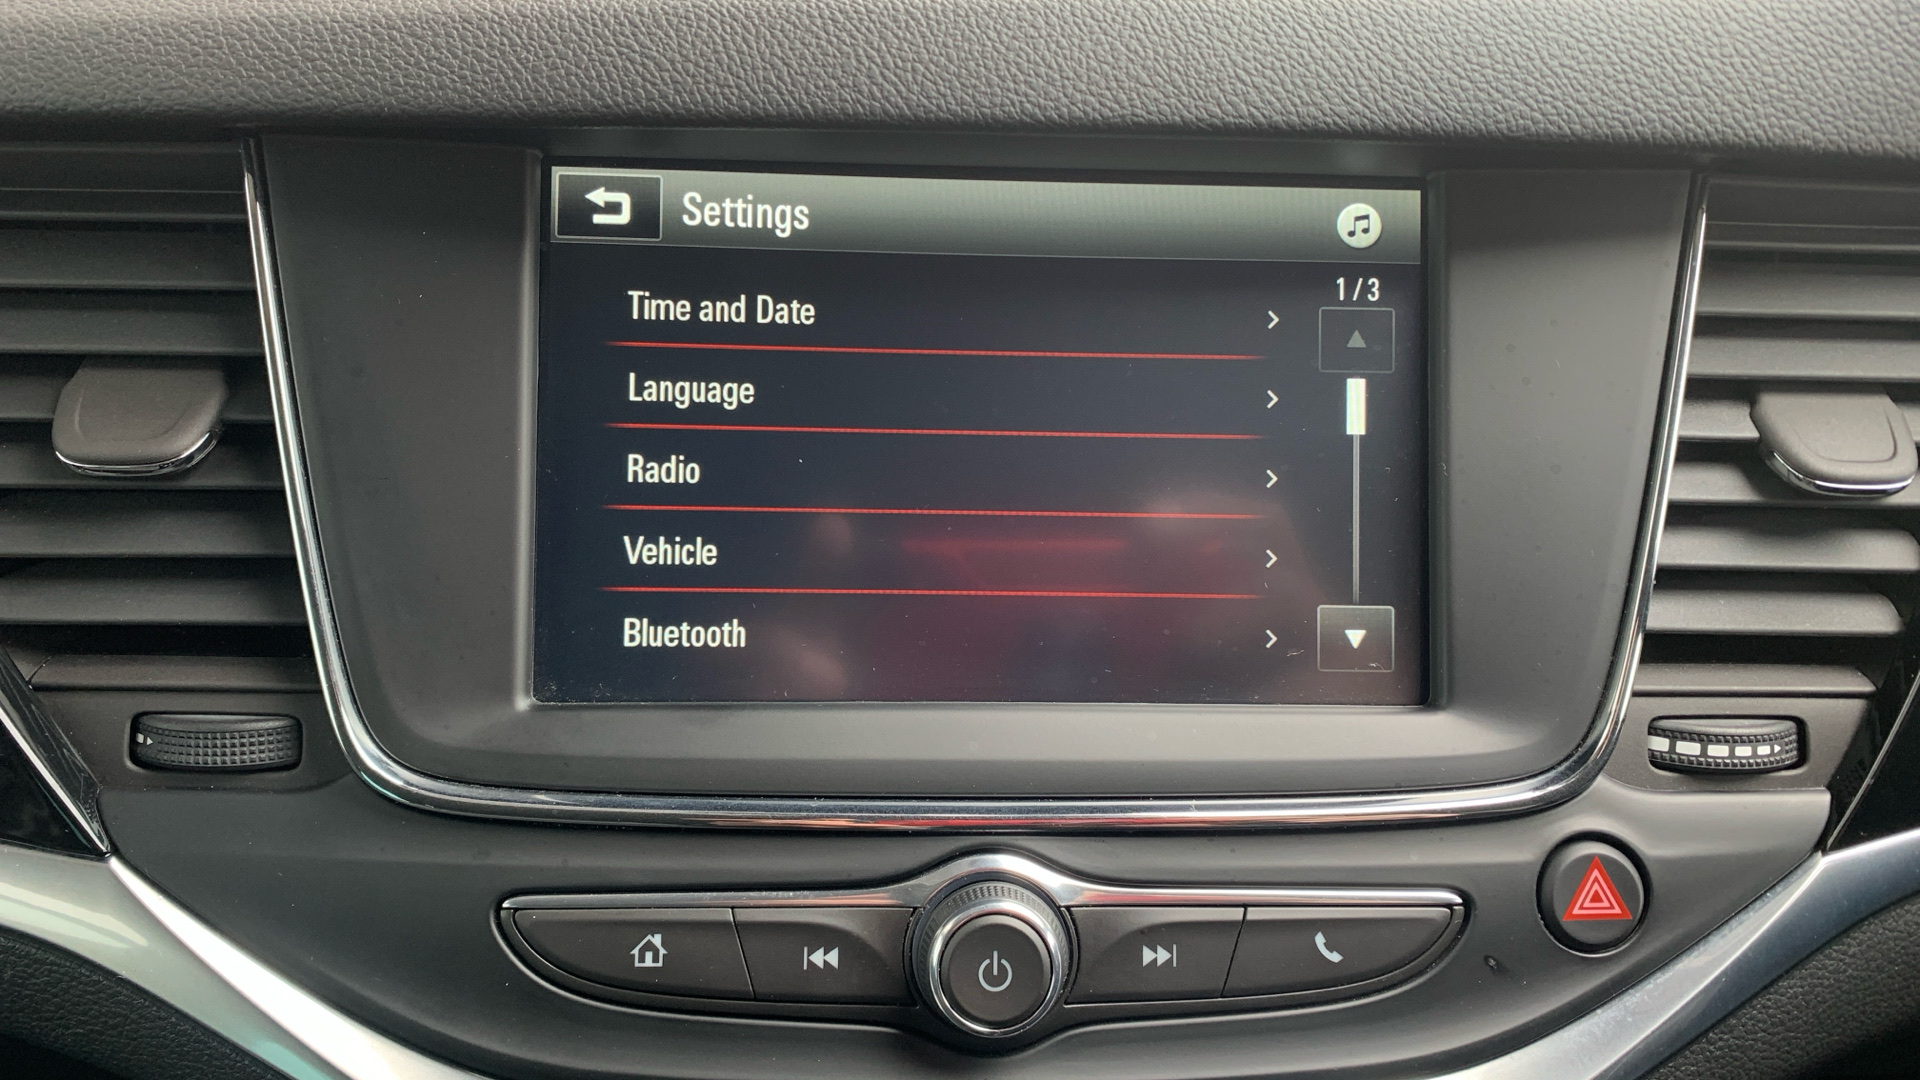 Settings
1/3
Time and Date
Language
Radio
Vehicle
Bluetooth